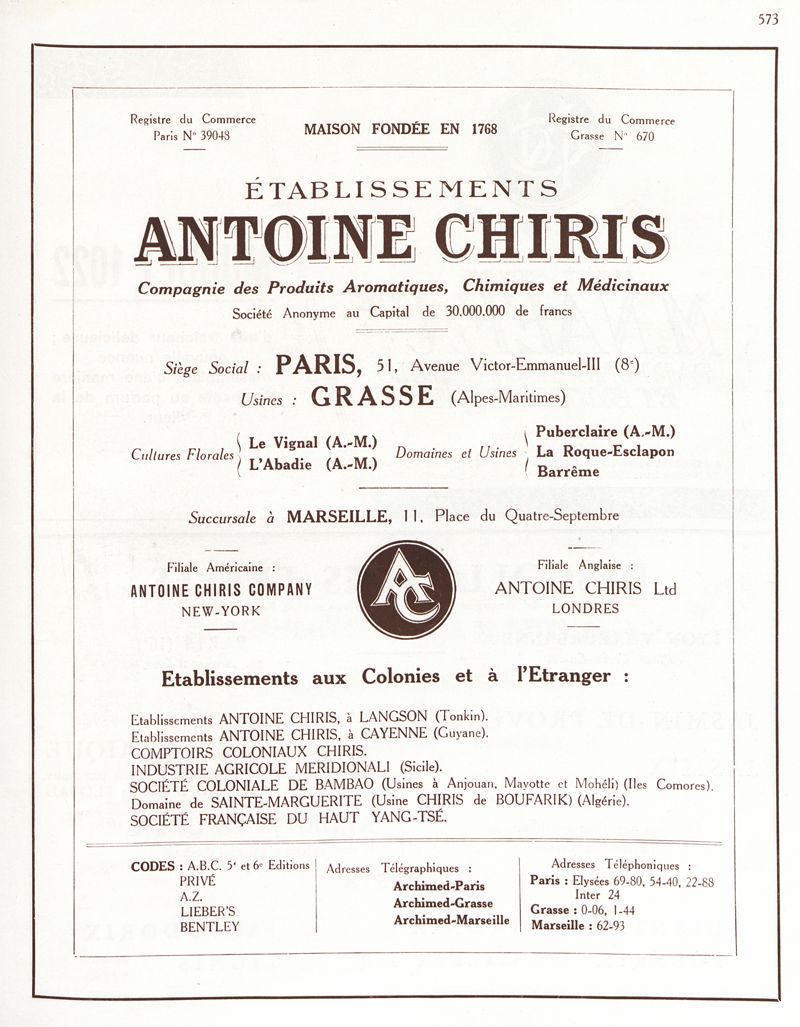 573
Registre du Commerce
Paris N° 39048
MAISON FONDÉE EN 1768
Registre du Commerce
Grasse N° 670
ÉTABLISSEMENTS
ANTOINE CHIRIS
Compagnie des Produits Aromatiques, Chimiques et Médicinaux
Société Anonyme au Capital de 30.000.000 de francs
Siège Social : PARIS, 51, Avenue Victor-Emmanuel-III (8e)
Usines : GRASSE (Alpes-Maritimes)
Cultures Florales
Le Vignal (A.-M.)
L'Abadie (A.-M.)
Domaines et Usines
Puberclaire (A.-M.)
La Roque-Esclapon
Barrême
Succursale à MARSEILLE, 11, Place du Quatre-Septembre
Filiale Américaine :
ANTOINE CHIRIS COMPANY
NEW-YORK
AC
Filiale Anglaise :
ANTOINE CHIRIS Ltd
LONDRES
Etablissements aux Colonies et à l'Etranger :
Etablissements ANTOINE CHIRIS, à LANGSON (Tonkin).
Etablissements ANTOINE CHIRIS, à CAYENNE (Guyane).
COMPTOIRS COLONIAUX CHIRIS.
INDUSTRIE AGRICOLE MERIDIONALI (Sicile).
SOCIÉTÉ COLONIALE DE BAMBAO (Usines à Anjouan, Mayotte et Mohéli) (Iles Comores).
Domaine de SAINTE-MARGUERITE (Usine CHIRIS de BOUFARIK) (Algérie).
SOCIÉTÉ FRANÇAISE DU HAUT YANG-TSÉ.
CODES : A.B.C. 5e et 6e Editions
PRIVÉ
A.Z.
LIEBER'S
BENTLEY
Adresses Télégraphiques :
Archimed-Paris
Archimed-Grasse
Archimed-Marseille
Adresses Téléphoniques :
Paris : Elysées 69-80, 54-40, 22-88
Inter 24
Grasse : 0-06, 1-44
Marseille : 62-93